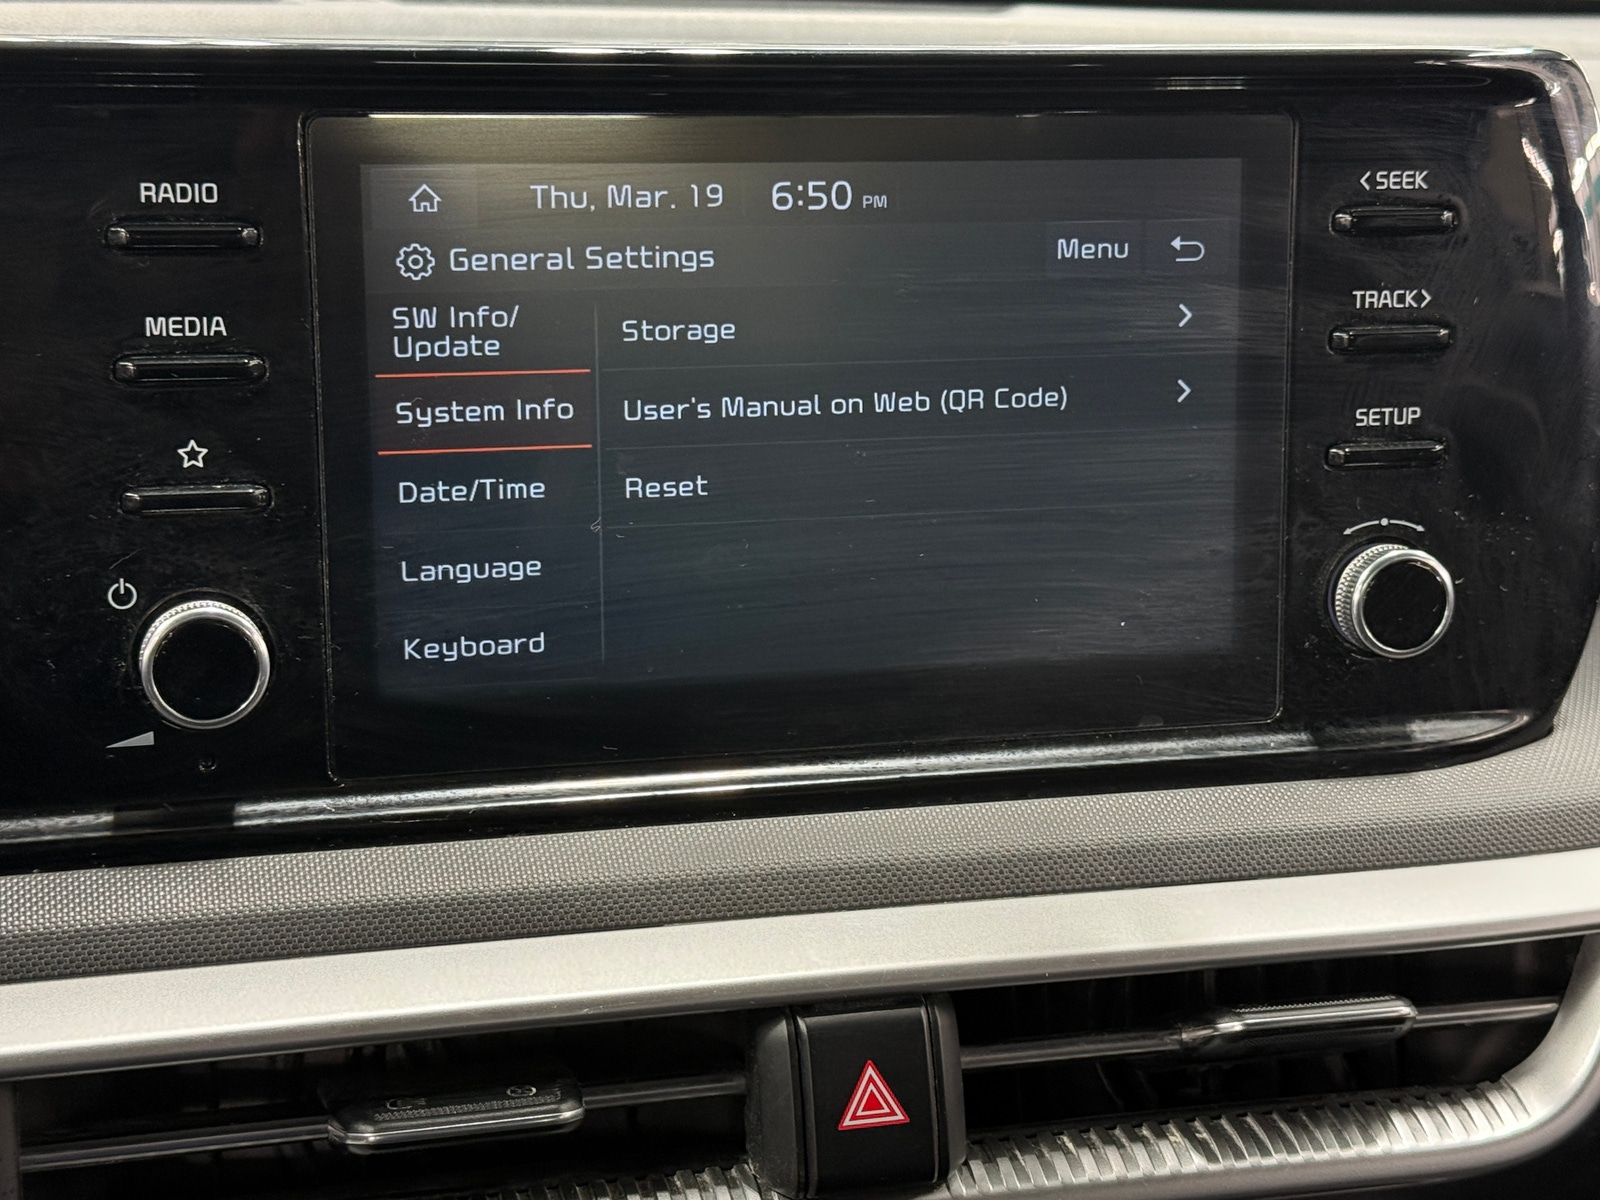 RADIO
MEDIA
Thu, Mar. 19 6:50 PM
General Settings
Menu
SW Info/
Update
System Info
Date/Time
Language
Keyboard
Storage
User's Manual on Web (QR Code)
Reset
<SEEK
TRACK>
SETUP